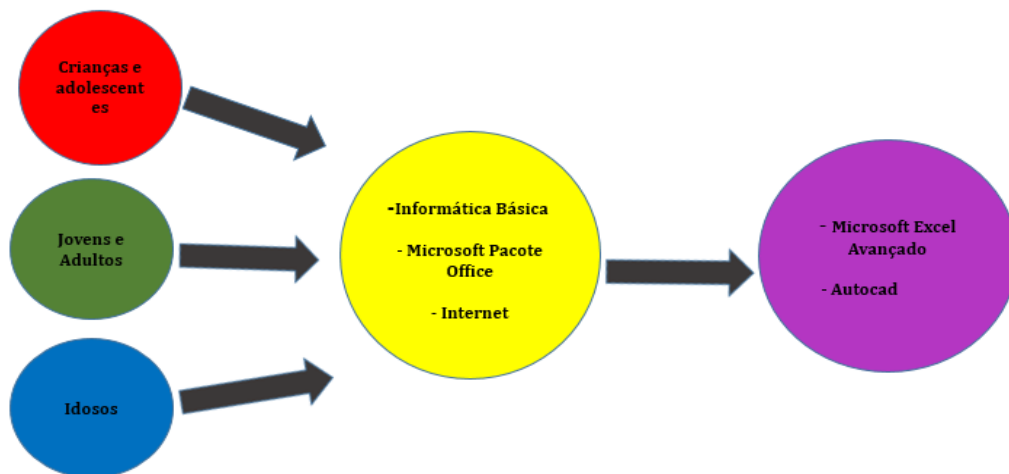 Crianças e
adolescent
es
Jovens e
Adultos
Idosos
-Informática Básica
- Microsoft Pacote
Office
- Internet
- Microsoft Excel
Avançado
- Autocad